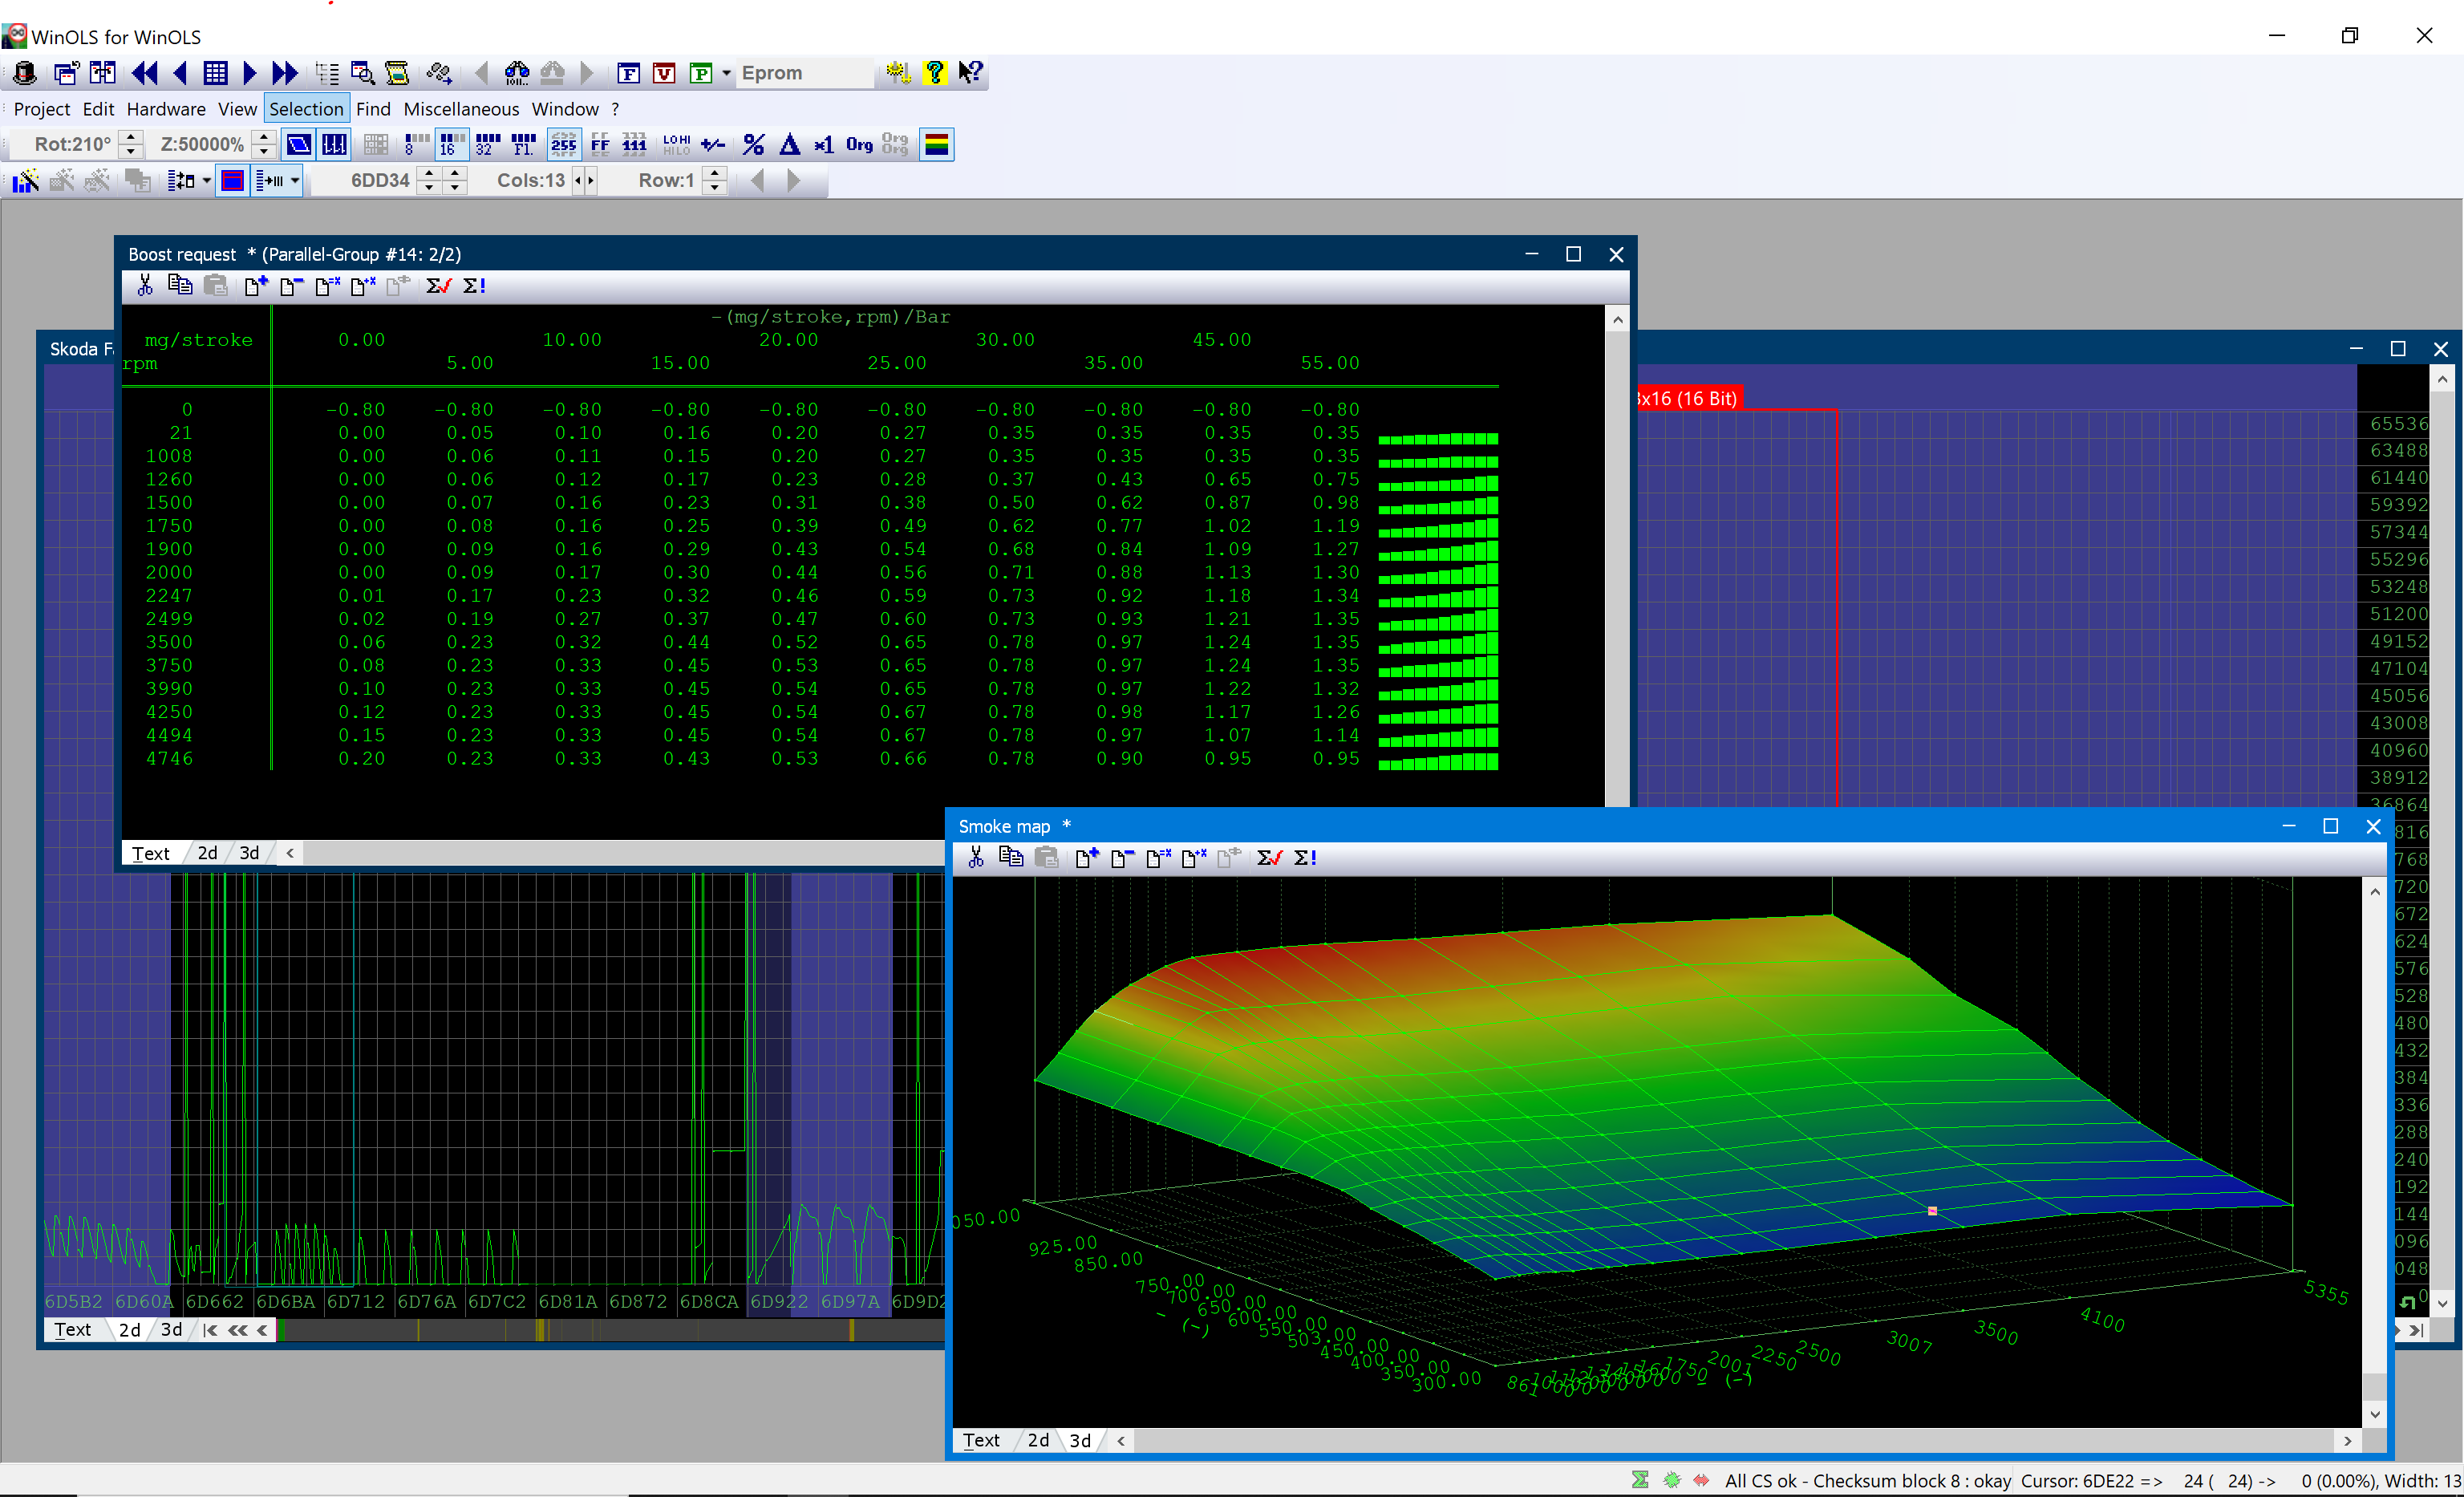 WinOLS for WinOLS
F V P Eprom
Project Edit Hardware View Selection Find Miscellaneous Window ?
Rot:210° Z:50000% 8 16 32 Fl. 255 FF 111 LOHI HILO +/- % Δ Org Org Org
6DD34 Cols:13 Row:1
Boost request * (Parallel-Group #14: 2/2)
-(mg/stroke,rpm)/Bar
mg/stroke 0.00 10.00 20.00 30.00 45.00
rpm 5.00 15.00 25.00 35.00 55.00
0 -0.80 -0.80 -0.80 -0.80 -0.80 -0.80 -0.80 -0.80 -0.80 -0.80
21 0.00 0.05 0.10 0.16 0.20 0.27 0.35 0.35 0.35 0.35
1008 0.00 0.06 0.11 0.15 0.20 0.27 0.35 0.35 0.35 0.35
1260 0.00 0.06 0.12 0.17 0.23 0.28 0.37 0.43 0.65 0.75
1500 0.00 0.07 0.16 0.23 0.31 0.38 0.50 0.62 0.87 0.98
1750 0.00 0.08 0.16 0.25 0.39 0.49 0.62 0.77 1.02 1.19
1900 0.00 0.09 0.16 0.29 0.43 0.54 0.68 0.84 1.09 1.27
2000 0.00 0.09 0.17 0.30 0.44 0.56 0.71 0.88 1.13 1.30
2247 0.01 0.17 0.23 0.32 0.46 0.59 0.73 0.92 1.18 1.34
2499 0.02 0.19 0.27 0.37 0.47 0.60 0.73 0.93 1.21 1.35
3500 0.06 0.23 0.32 0.44 0.52 0.65 0.78 0.97 1.24 1.35
3750 0.08 0.23 0.33 0.45 0.53 0.65 0.78 0.97 1.24 1.35
3990 0.10 0.23 0.33 0.45 0.54 0.65 0.78 0.97 1.22 1.32
4250 0.12 0.23 0.33 0.45 0.54 0.67 0.78 0.98 1.17 1.26
4494 0.15 0.23 0.33 0.45 0.54 0.67 0.78 0.97 1.07 1.14
4746 0.20 0.23 0.33 0.43 0.53 0.66 0.78 0.90 0.95 0.95
Text 2d 3d
Skoda
x16 (16 Bit)
65536
63488
61440
59392
57344
55296
53248
51200
49152
47104
45056
43008
40960
38912
36864
816
768
720
672
624
576
528
480
432
384
336
288
240
192
144
096
048
0
6D5B2 6D60A 6D662 6D6BA 6D712 6D76A 6D7C2 6D81A 6D872 6D8CA 6D922 6D97A 6D9D2
Text 2d 3d
Smoke map *
050.00
925.00
850.00
750.00
700.00
650.00
600.00
550.00
503.00
450.00
400.00
350.00
300.00
- (-)
861
1750
2001
2250
2500
3007
3500
4100
5355
- (-)
Text 2d 3d
All CS ok - Checksum block 8 : okay Cursor: 6DE22 => 24 ( 24) -> 0 (0.00%), Width: 13